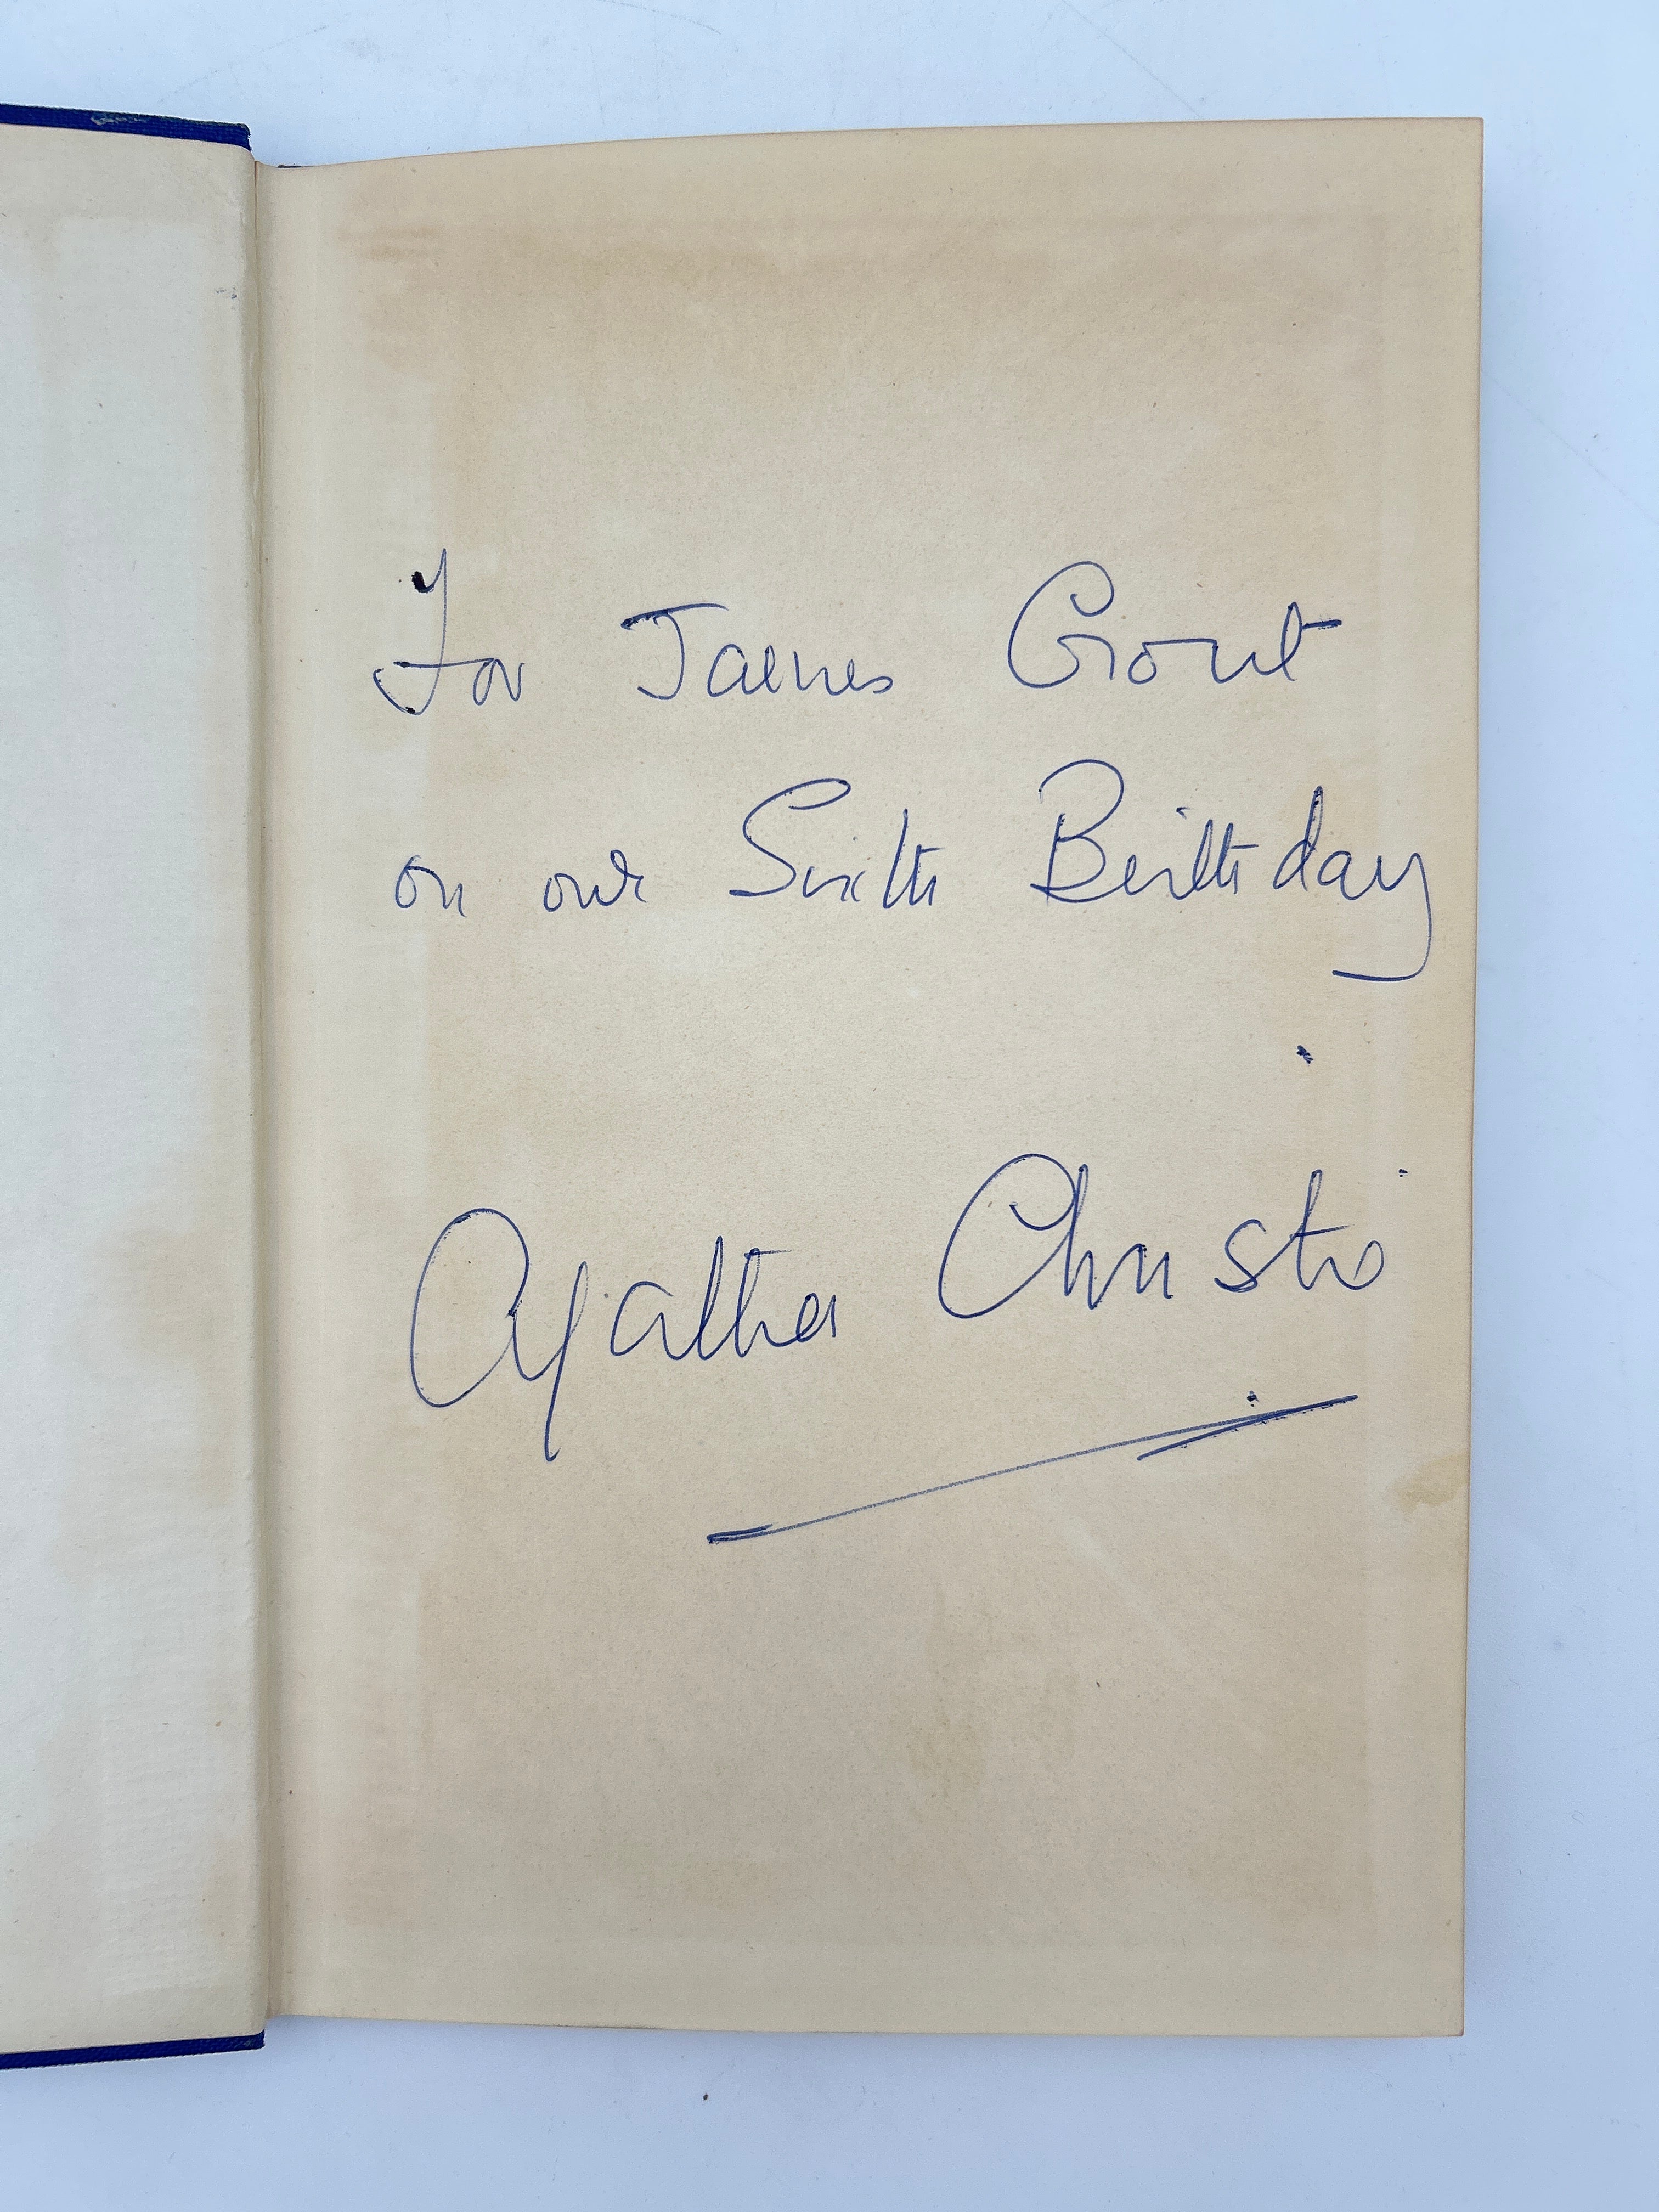 For James Grout
on our Sixth Birthday
Agatha Christie